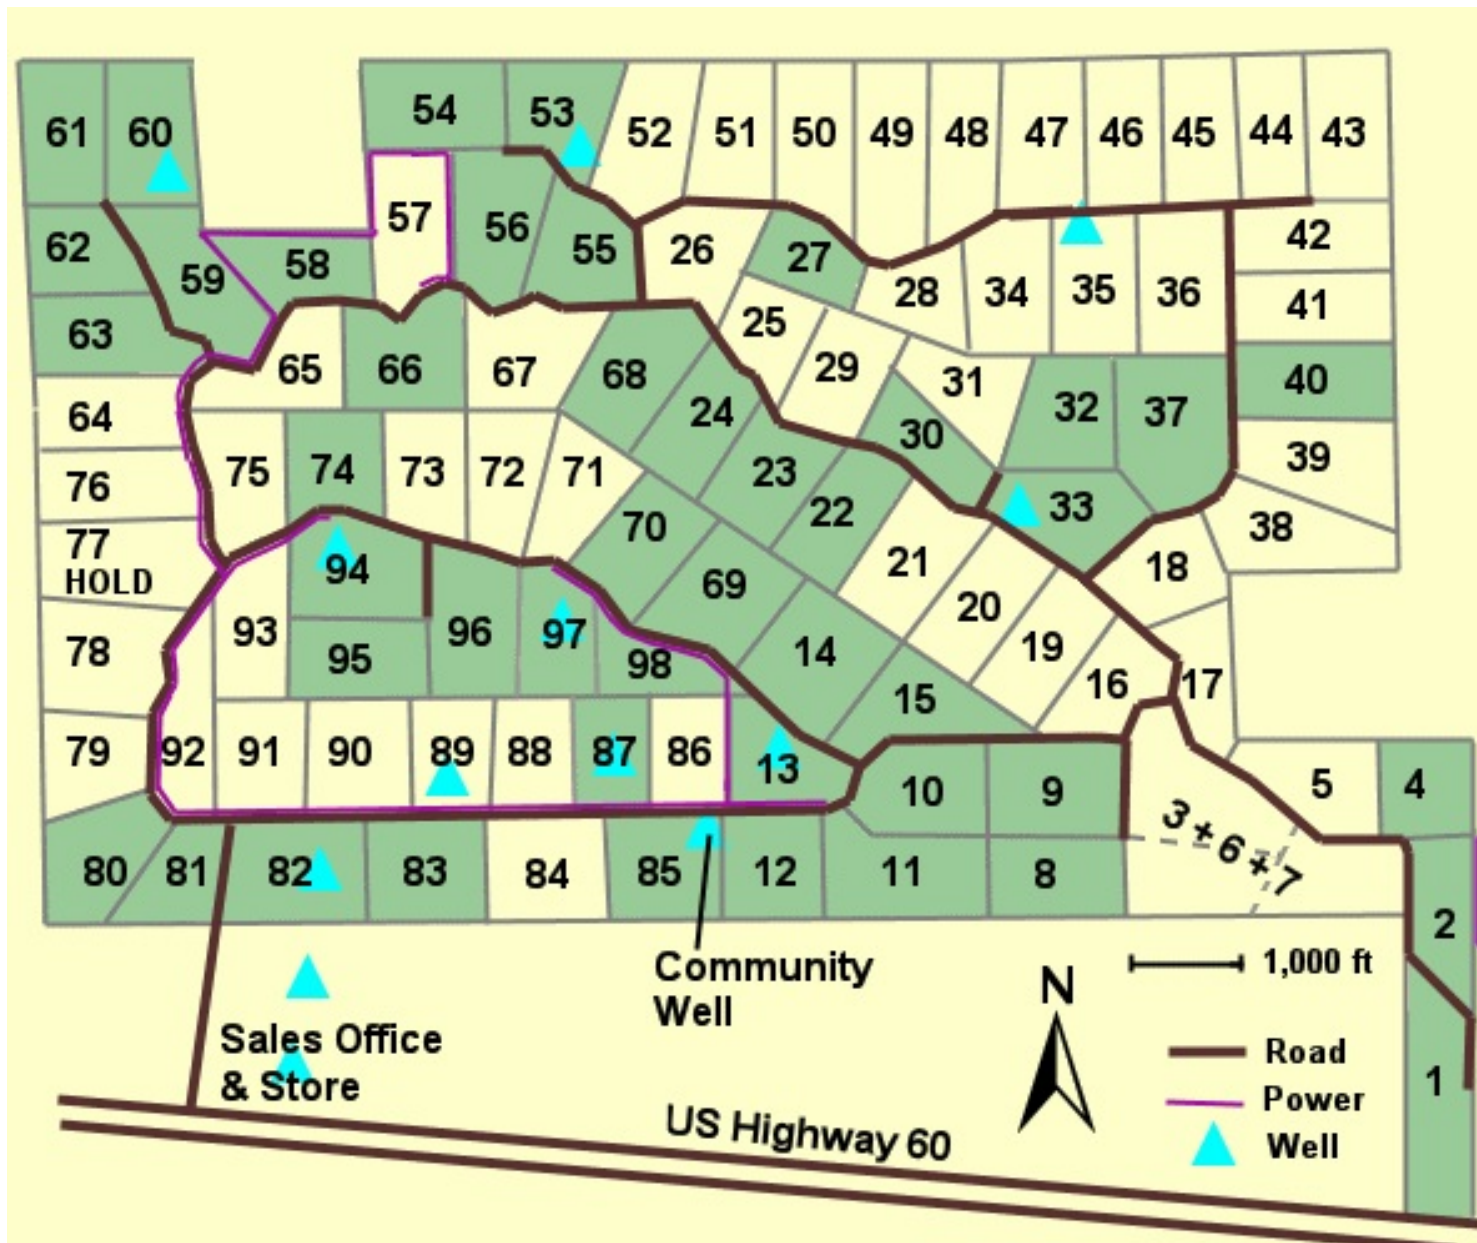 61 60 54 53 52 51 50 49 48 47 46 45 44 43
57
62 59 58 56 55 26 27 42
28 34 35 36 41
63 65 66 67 68 25 29 31 32 37 40
64 24 30 39
76 75 74 73 72 71 23 22 33 38
77
HOLD
94 70 69 21 20 18
78 93 95 96 97 98 14 19 16 17
15
79 92 91 90 89 88 87 86 13 10 9 5 4
3 + 6 + 7
80 81 82 83 84 85 12 11 8 2
Community
Well
N
1,000 ft
Sales Office
& Store
Road
1
Power
US Highway 60
Well